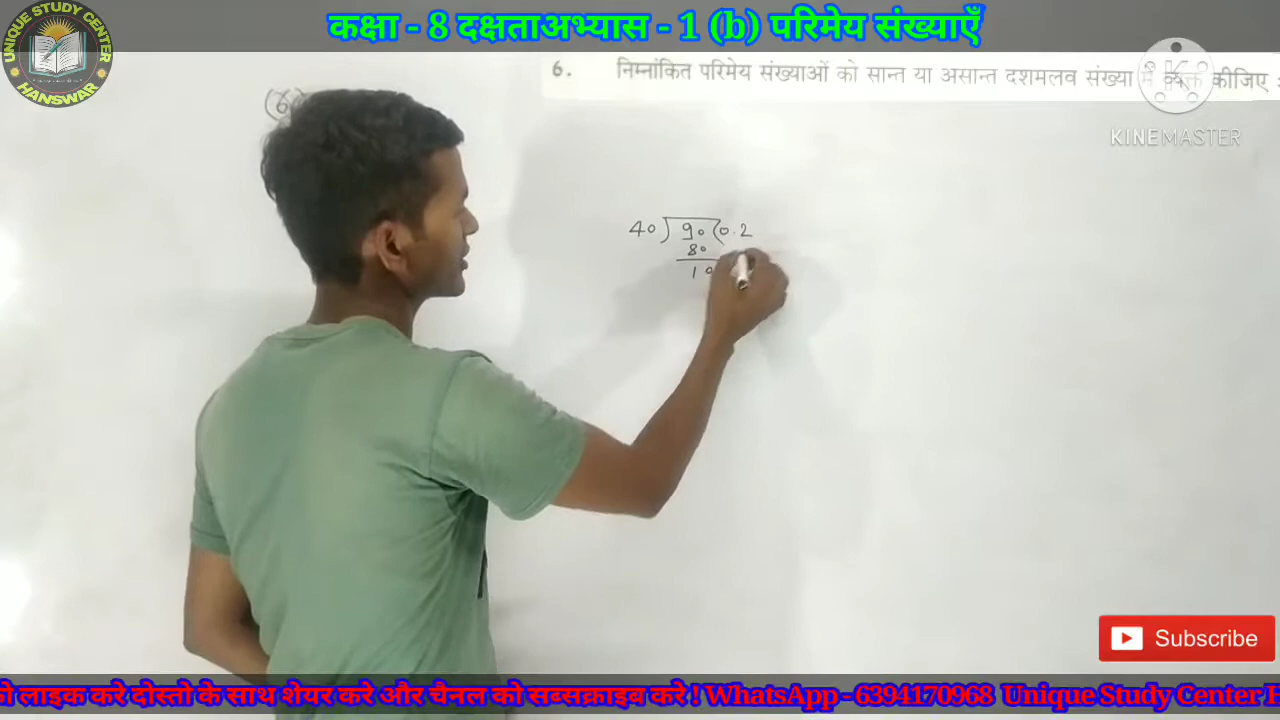 कक्षा - 8 दक्षताअभ्यास - 1 (b) परिमेय संख्याएँ
UNIQUE STUDY CENTER
HANSWAR
6. निम्नांकित परिमेय संख्याओं को सान्त या असान्त दशमलव संख्या में व्यक्त कीजिए :
KINEMASTER
(6)
40) 90 (0.2
80
10
Subscribe
को लाइक करे दोस्तो के साथ शेयर करे और चैनल को सब्सक्राइब करे ! WhatsApp - 6394170968 Unique Study Center H